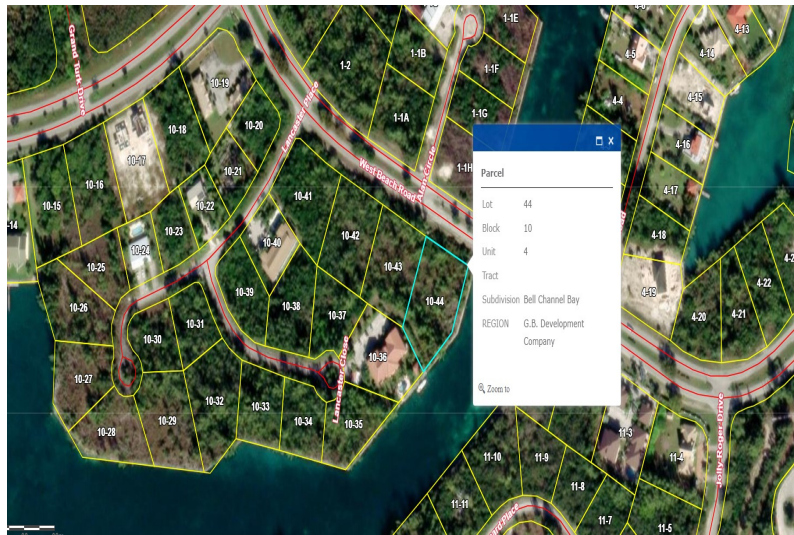 4-13
1-1E
4-14
4-5
1-1B
Grand Turk Drive
1-2
1-1F
10-19
4-15
4-4
1-1G
1-1A
10-20
10-18
Lancaster Place
4-16
10-17
1-1H
West Beach Road
Ann Circle
10-21
10-16
4-17
10-41
10-15
10-22
10-23
10-42
10-40
4-18
10-24
10-43
10-25
4-22
10-39
10-44
4-19
10-26
10-38
4-20
4-21
10-37
10-31
10-30
Lancaster Close
10-36
10-27
10-32
10-33
10-29
10-34
10-35
10-28
Jolly Roger Drive
11-3
11-4
11-10
11-9
11-8
11-11
11-7
11-5
Parcel
Lot 44
Block 10
Unit 4
Tract
Subdivision Bell Channel Bay
REGION G.B. Development
Company
Zoom to